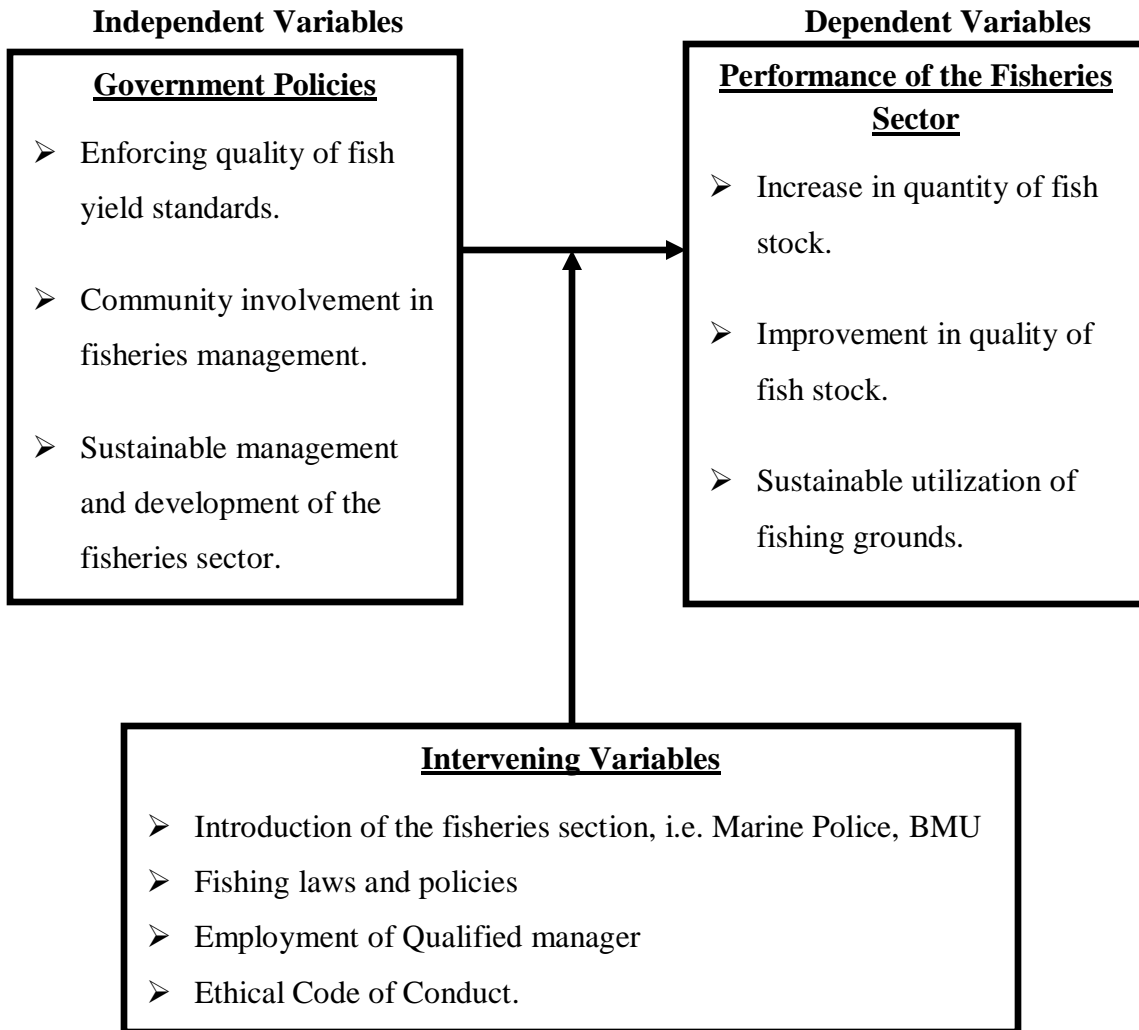 Independent Variables
Government Policies
➢ Enforcing quality of fish
yield standards.
➢ Community involvement in
fisheries management.
➢ Sustainable management
and development of the
fisheries sector.
Dependent Variables
Performance of the Fisheries
Sector
➢ Increase in quantity of fish
stock.
➢ Improvement in quality of
fish stock.
➢ Sustainable utilization of
fishing grounds.
Intervening Variables
➢ Introduction of the fisheries section, i.e. Marine Police, BMU
➢ Fishing laws and policies
➢ Employment of Qualified manager
➢ Ethical Code of Conduct.